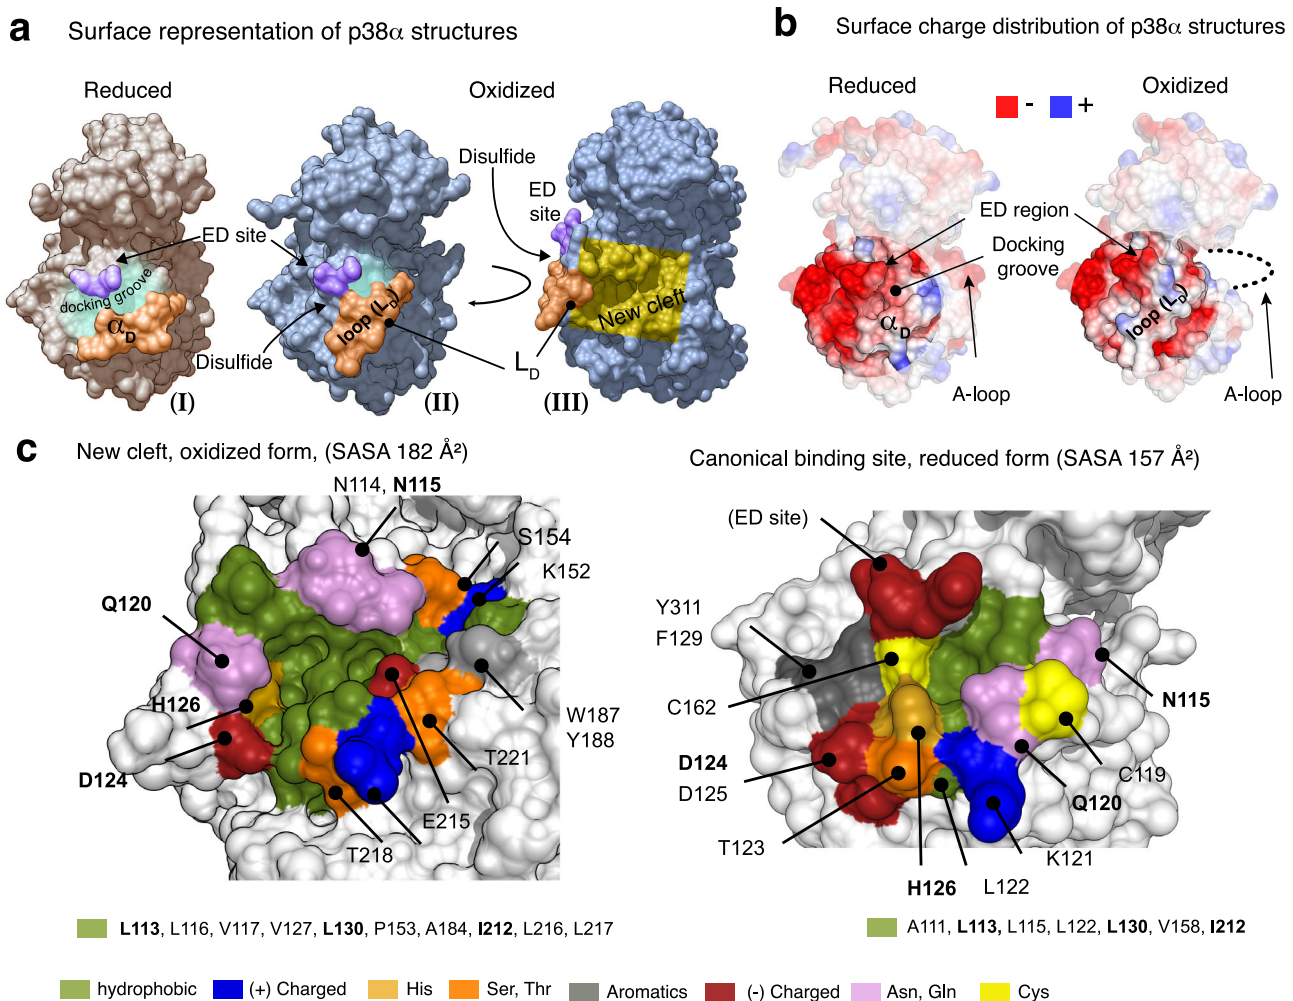 a Surface representation of p38α structures
Reduced
Oxidized
Disulfide
ED site
ED
site
docking groove
αD
loop (LD)
New cleft
Disulfide
LD
(I)
(II)
(III)
b Surface charge distribution of p38α structures
Reduced
- +
Oxidized
ED region
Docking
groove
αD
loop (LD)
A-loop
A-loop
c New cleft, oxidized form, (SASA 182 Å²)
N114, N115
S154
K152
Q120
H126
D124
W187
Y188
T221
E215
T218
L113, L116, V117, V127, L130, P153, A184, I212, L216, L217
Canonical binding site, reduced form (SASA 157 Å²)
(ED site)
Y311
F129
C162
N115
D124
D125
C119
Q120
T123
K121
H126
L122
A111, L113, L115, L122, L130, V158, I212
hydrophobic (+) Charged His Ser, Thr Aromatics (-) Charged Asn, Gln Cys